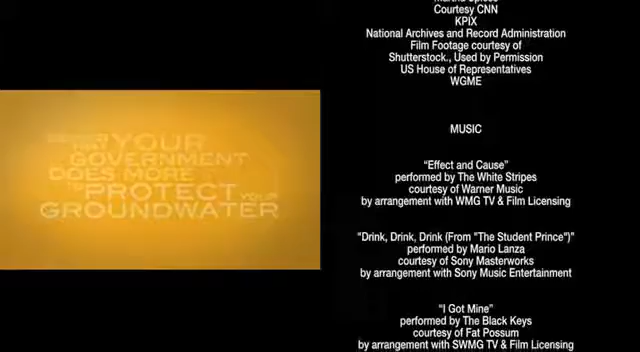 YOUR
GOVERNMENT
DOES MORE
TO PROTECT YOUR
GROUNDWATER
Courtesy CNN
KPIX
National Archives and Record Administration
Film Footage courtesy of
Shutterstock., Used by Permission
US House of Representatives
WGME
MUSIC
“Effect and Cause”
performed by The White Stripes
courtesy of Warner Music
by arrangement with WMG TV & Film Licensing
“Drink, Drink, Drink (From "The Student Prince")”
performed by Mario Lanza
courtesy of Sony Masterworks
by arrangement with Sony Music Entertainment
“I Got Mine”
performed by The Black Keys
courtesy of Fat Possum
by arrangement with SWMG TV & Film Licensing